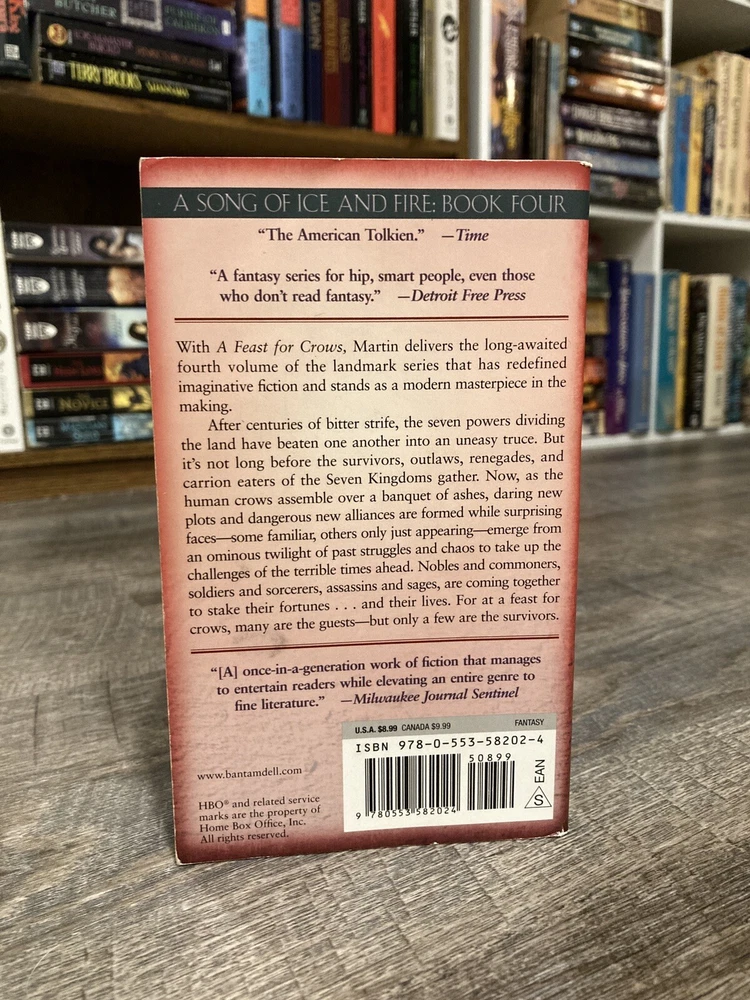 BUTCHER
TERRY BROOKS
DAWN
NOVICE
A SONG OF ICE AND FIRE: BOOK FOUR
“The American Tolkien.” —Time
“A fantasy series for hip, smart people, even those
who don’t read fantasy.” —Detroit Free Press
With A Feast for Crows, Martin delivers the long-awaited
fourth volume of the landmark series that has redefined
imaginative fiction and stands as a modern masterpiece in the
making.
After centuries of bitter strife, the seven powers dividing
the land have beaten one another into an uneasy truce. But
it’s not long before the survivors, outlaws, renegades, and
carrion eaters of the Seven Kingdoms gather. Now, as the
human crows assemble over a banquet of ashes, daring new
plots and dangerous new alliances are formed while surprising
faces—some familiar, others only just appearing—emerge from
an ominous twilight of past struggles and chaos to take up the
challenges of the terrible times ahead. Nobles and commoners,
soldiers and sorcerers, assassins and sages, are coming together
to stake their fortunes . . . and their lives. For at a feast for
crows, many are the guests—but only a few are the survivors.
“[A] once-in-a-generation work of fiction that manages
to entertain readers while elevating an entire genre to
fine literature.” —Milwaukee Journal Sentinel
U.S.A. $8.99 CANADA $9.99 FANTASY
ISBN 978-0-553-58202-4
50899
9 780553 582024
EAN
S
www.bantamdell.com
HBO® and related service
marks are the property of
Home Box Office, Inc.
All rights reserved.